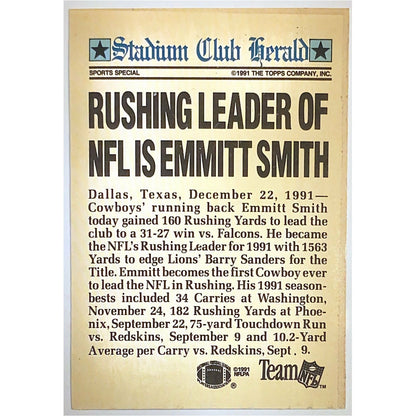 Stadium Club Herald
SPORTS SPECIAL ©1991 THE TOPPS COMPANY, INC.
RUSHING LEADER OF
NFL IS EMMITT SMITH
Dallas, Texas, December 22, 1991—
Cowboys' running back Emmitt Smith
today gained 160 Rushing Yards to lead the
club to a 31-27 win vs. Falcons. He became
the NFL's Rushing Leader for 1991 with 1563
Yards to edge Lions' Barry Sanders for the
Title. Emmitt becomes the first Cowboy ever
to lead the NFL in Rushing. His 1991 season-
bests included 34 Carries at Washington,
November 24, 182 Rushing Yards at Phoe-
nix, September 22, 75-yard Touchdown Run
vs. Redskins, September 9 and 10.2-Yard
Average per Carry vs. Redskins, Sept. 9.
©1991
NFLPA
Team NFL™